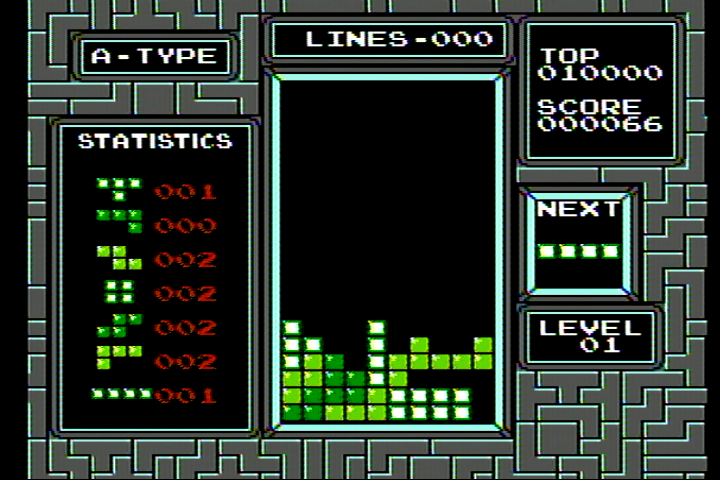 A-TYPE
LINES-000
TOP
010000
SCORE
000066
STATISTICS
001
000
002
002
002
002
001
NEXT
LEVEL
01